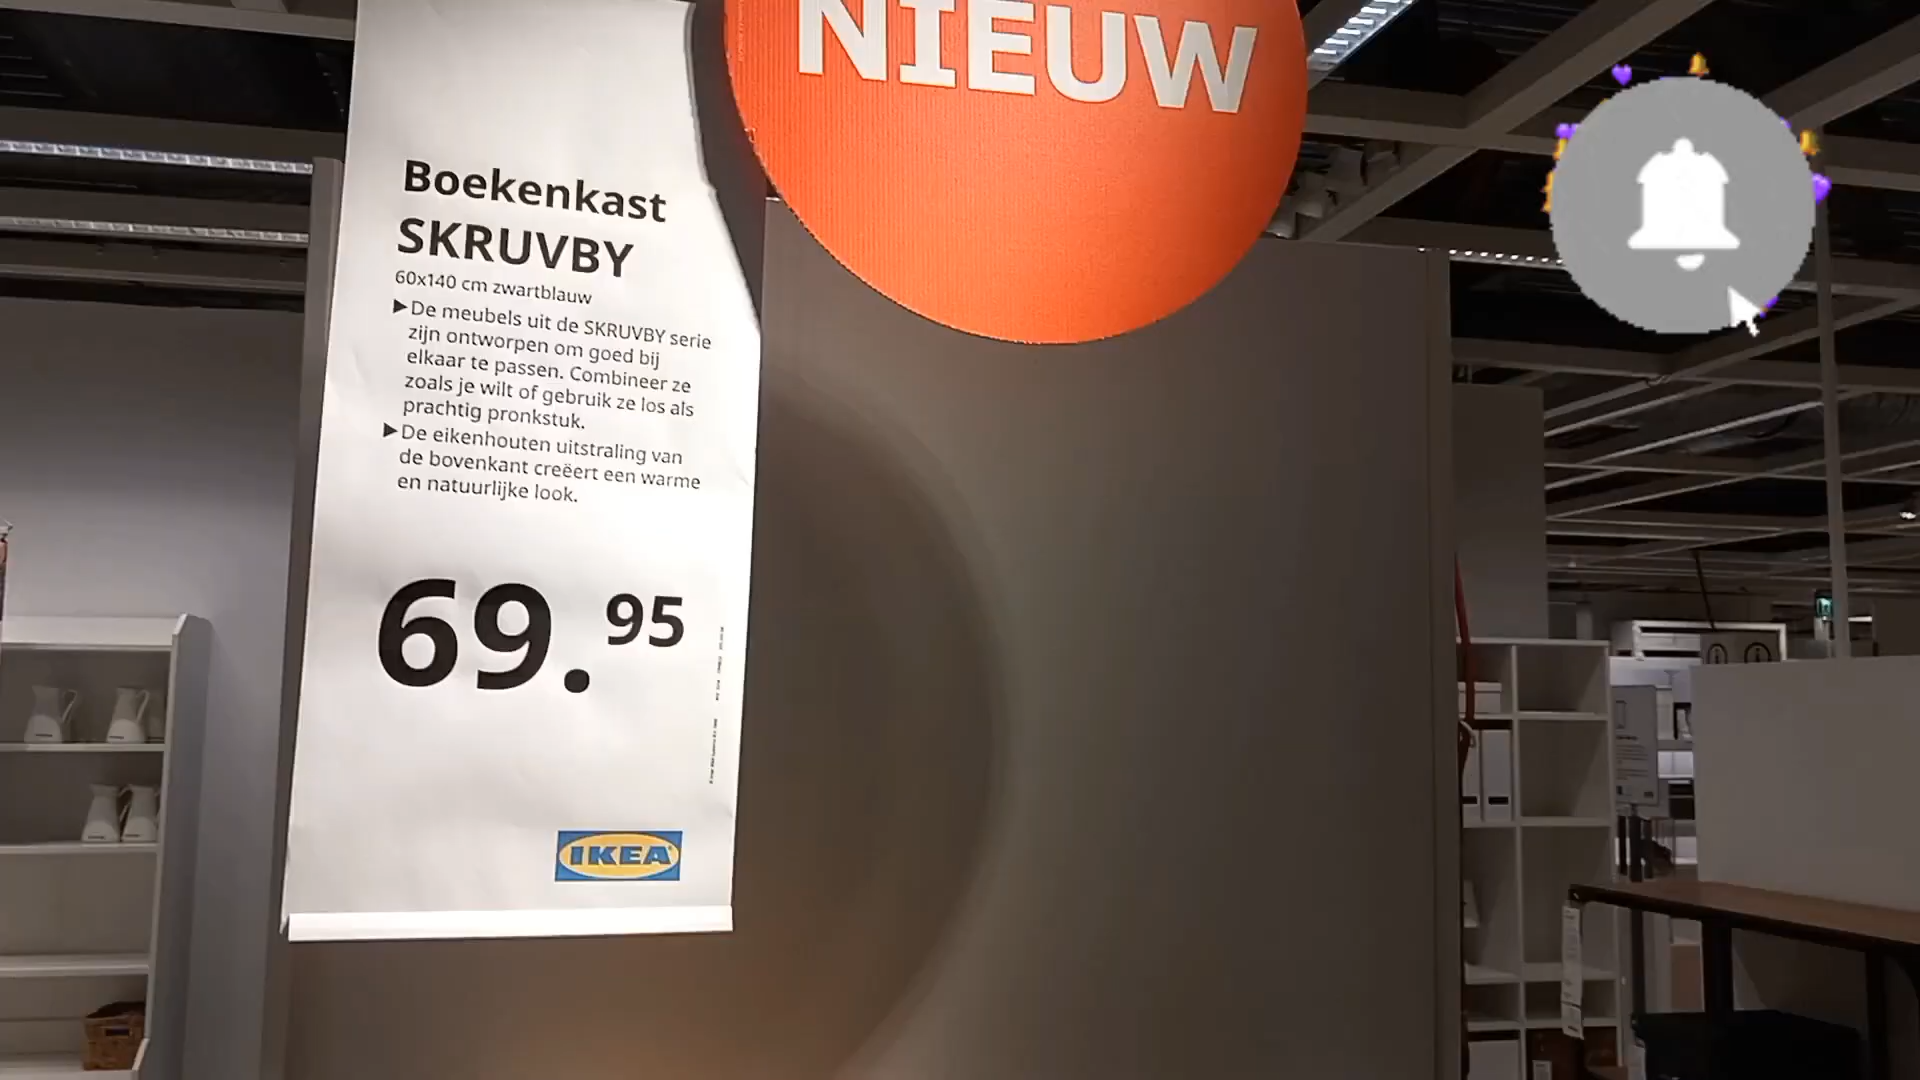 NIEUW
Boekenkast
SKRUVBY
60x140 cm zwartblauw
▶De meubels uit de SKRUVBY serie
zijn ontworpen om goed bij
elkaar te passen. Combineer ze
zoals je wilt of gebruik ze los als
prachtig pronkstuk.
▶De eikenhouten uitstraling van
de bovenkant creëert een warme
en natuurlijke look.
69.95
IKEA